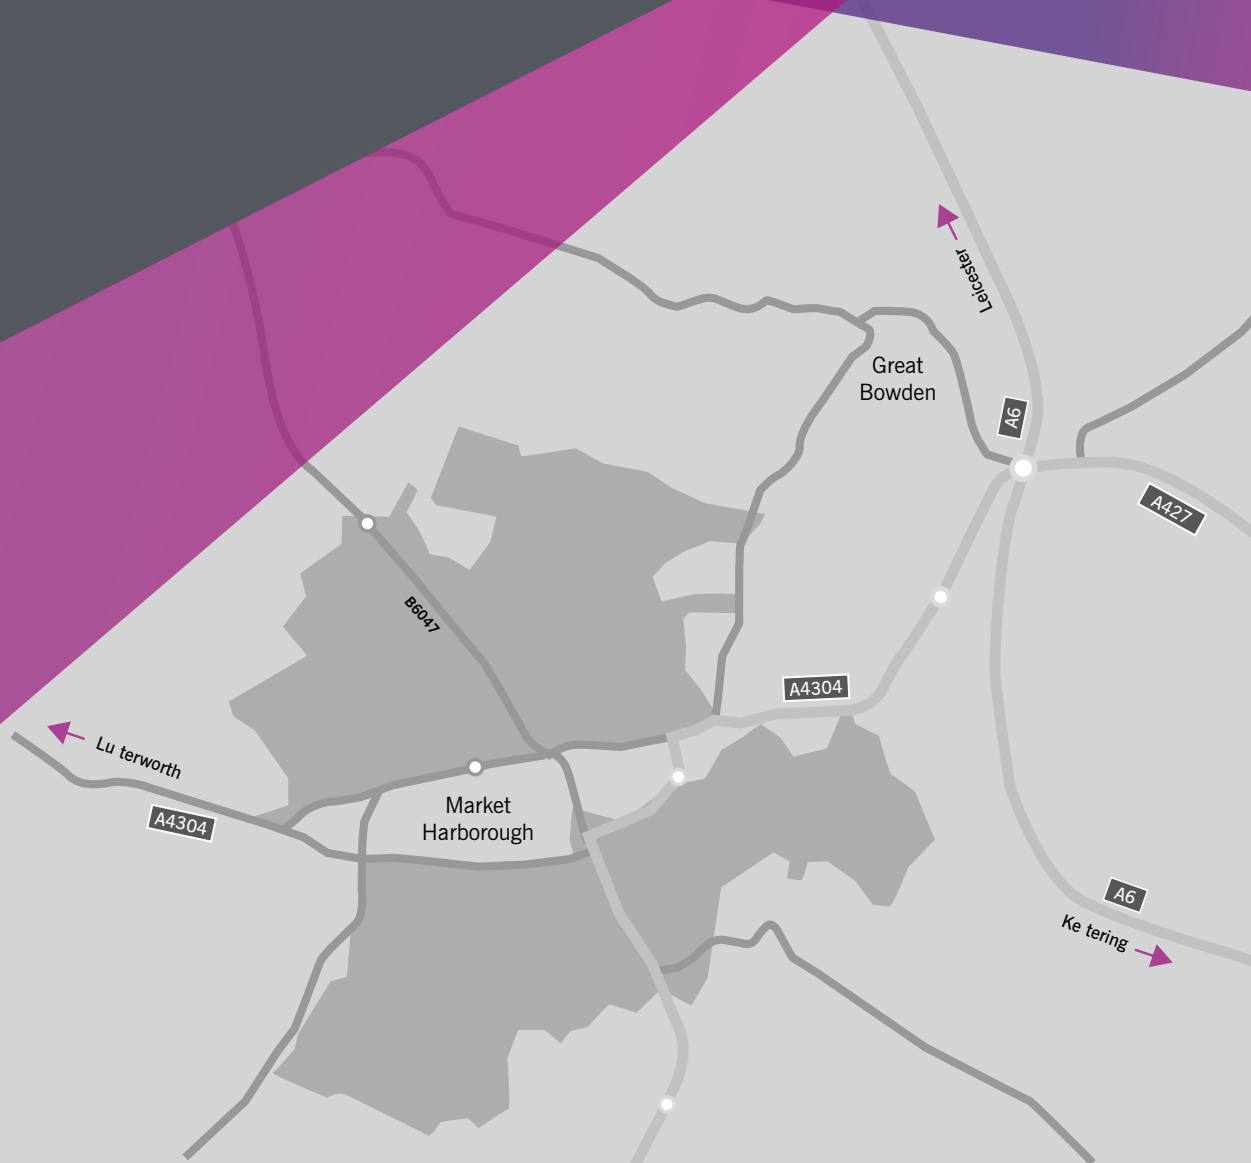 Leicester
Great
Bowden
A6
A427
B6047
A4304
Lu terworth
A4304
Market
Harborough
A6
Ke tering